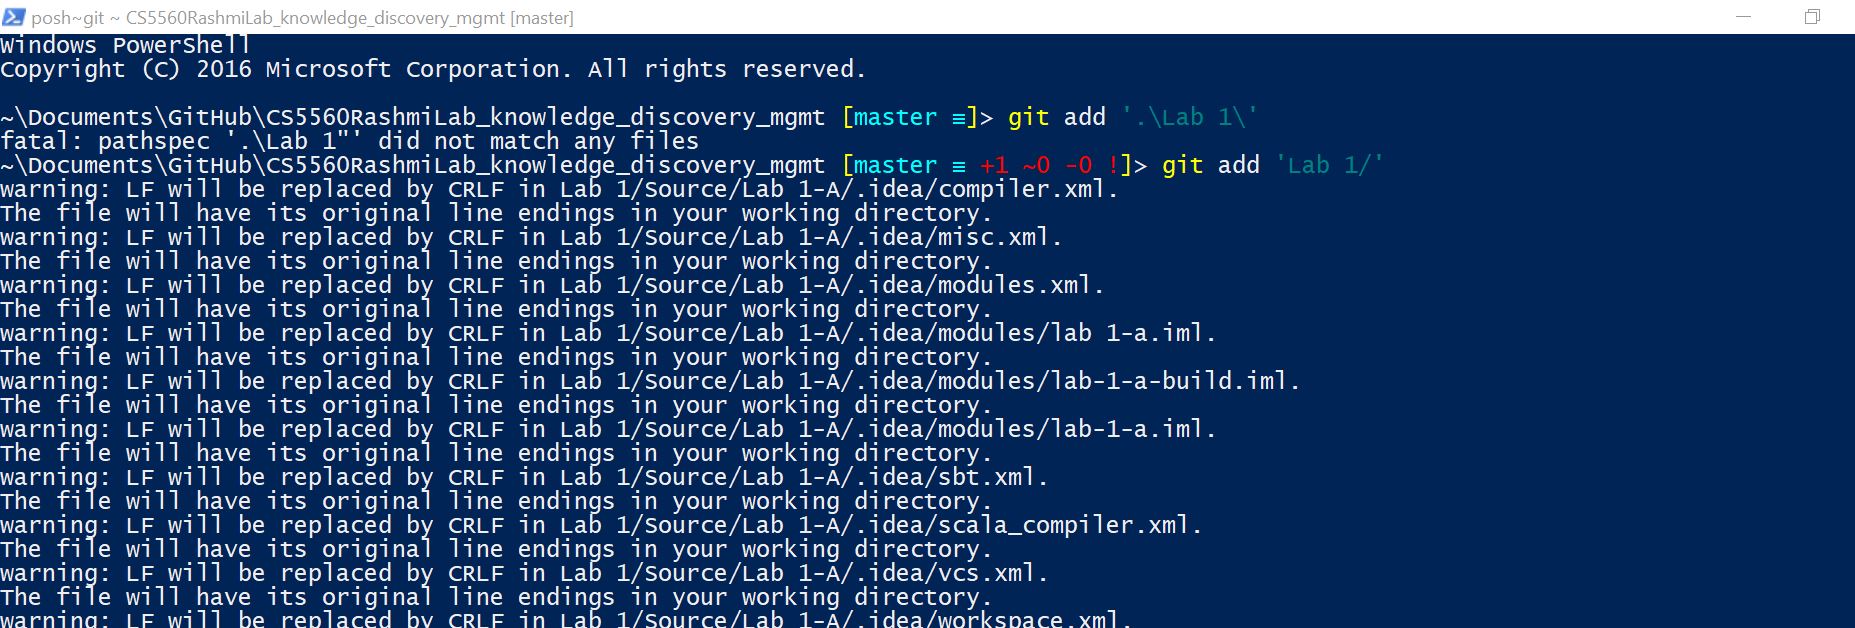 posh~git ~ CS5560RashmiLab_knowledge_discovery_mgmt [master]
Windows PowerShell
Copyright (C) 2016 Microsoft Corporation. All rights reserved.
~\Documents\GitHub\CS5560RashmiLab_knowledge_discovery_mgmt [master ≡]> git add '.\Lab 1\'
fatal: pathspec '.\Lab 1"' did not match any files
~\Documents\GitHub\CS5560RashmiLab_knowledge_discovery_mgmt [master ≡ +1 ~0 -0 !]> git add 'Lab 1/'
warning: LF will be replaced by CRLF in Lab 1/Source/Lab 1-A/.idea/compiler.xml.
The file will have its original line endings in your working directory.
warning: LF will be replaced by CRLF in Lab 1/Source/Lab 1-A/.idea/misc.xml.
The file will have its original line endings in your working directory.
warning: LF will be replaced by CRLF in Lab 1/Source/Lab 1-A/.idea/modules.xml.
The file will have its original line endings in your working directory.
warning: LF will be replaced by CRLF in Lab 1/Source/Lab 1-A/.idea/modules/lab 1-a.iml.
The file will have its original line endings in your working directory.
warning: LF will be replaced by CRLF in Lab 1/Source/Lab 1-A/.idea/modules/lab-1-a-build.iml.
The file will have its original line endings in your working directory.
warning: LF will be replaced by CRLF in Lab 1/Source/Lab 1-A/.idea/modules/lab-1-a.iml.
The file will have its original line endings in your working directory.
warning: LF will be replaced by CRLF in Lab 1/Source/Lab 1-A/.idea/sbt.xml.
The file will have its original line endings in your working directory.
warning: LF will be replaced by CRLF in Lab 1/Source/Lab 1-A/.idea/scala_compiler.xml.
The file will have its original line endings in your working directory.
warning: LF will be replaced by CRLF in Lab 1/Source/Lab 1-A/.idea/vcs.xml.
The file will have its original line endings in your working directory.
warning: LF will be replaced by CRLF in Lab 1/Source/Lab 1-A/.idea/workspace.xml.